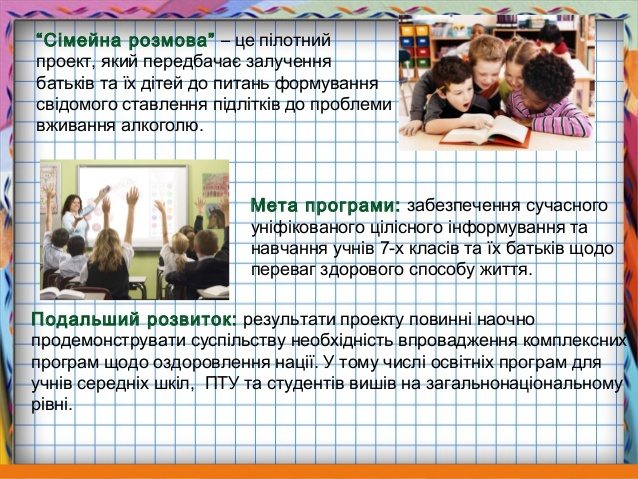 “Сімейна розмова” – це пілотний
проект, який передбачає залучення
батьків та їх дітей до питань формування
свідомого ставлення підлітків до проблеми
вживання алкоголю.
Мета програми: забезпечення сучасного
уніфікованого цілісного інформування та
навчання учнів 7-х класів та їх батьків щодо
переваг здорового способу життя.
Подальший розвиток: результати проекту повинні наочно
продемонструвати суспільству необхідність впровадження комплексних
програм щодо оздоровлення нації. У тому числі освітніх програм для
учнів середніх шкіл, ПТУ та студентів вишів на загальнонаціональному
рівні.